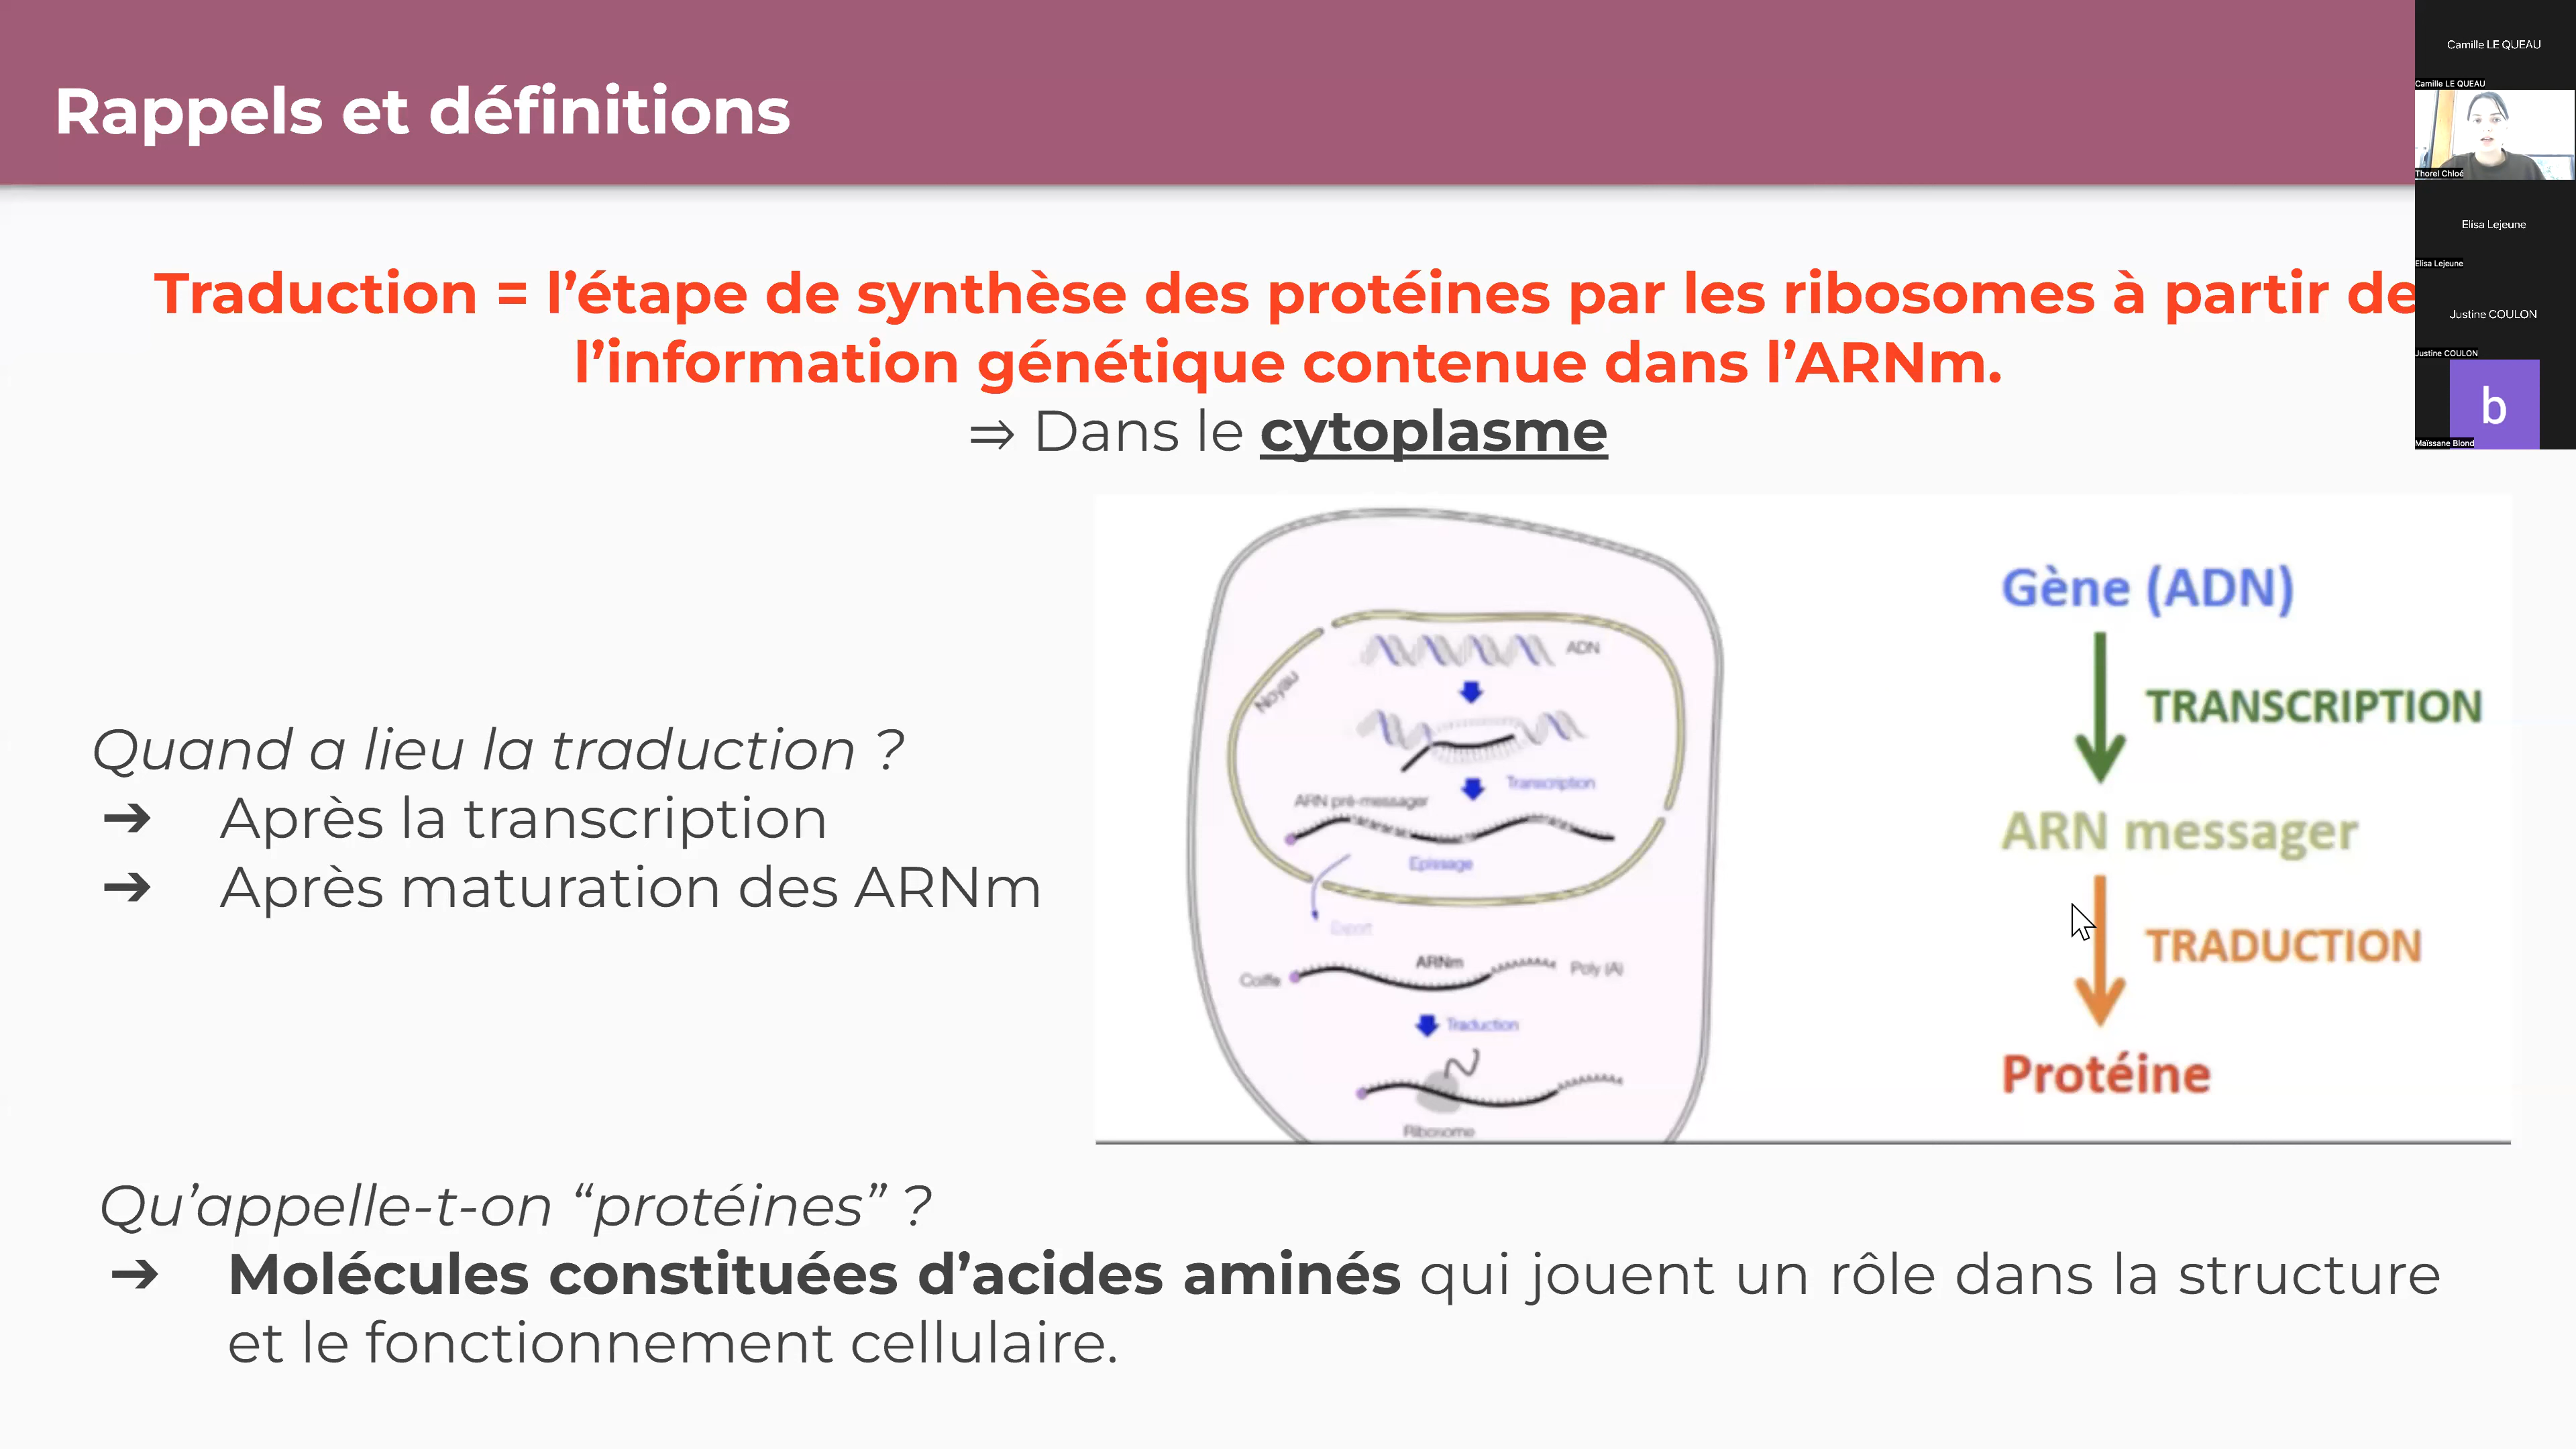 Rappels et définitions
Traduction = l’étape de synthèse des protéines par les ribosomes à partir de
l’information génétique contenue dans l’ARNm.
⇒ Dans le cytoplasme
Quand a lieu la traduction ?
➔ Après la transcription
➔ Après maturation des ARNm
Noyau
ADN
Transcription
ARN pré-messager
Epissage
Export
Coiffe
ARNm
Poly (A)
Traduction
Ribosome
Gène (ADN)
TRANSCRIPTION
ARN messager
TRADUCTION
Protéine
Qu’appelle-t-on “protéines” ?
➔ Molécules constituées d’acides aminés qui jouent un rôle dans la structure
et le fonctionnement cellulaire.
Camille LE QUEAU
Camille LE QUEAU
Thorel Chloé
Elisa Lejeune
Elisa Lejeune
Justine COULON
Justine COULON
b
Maïssane Blond